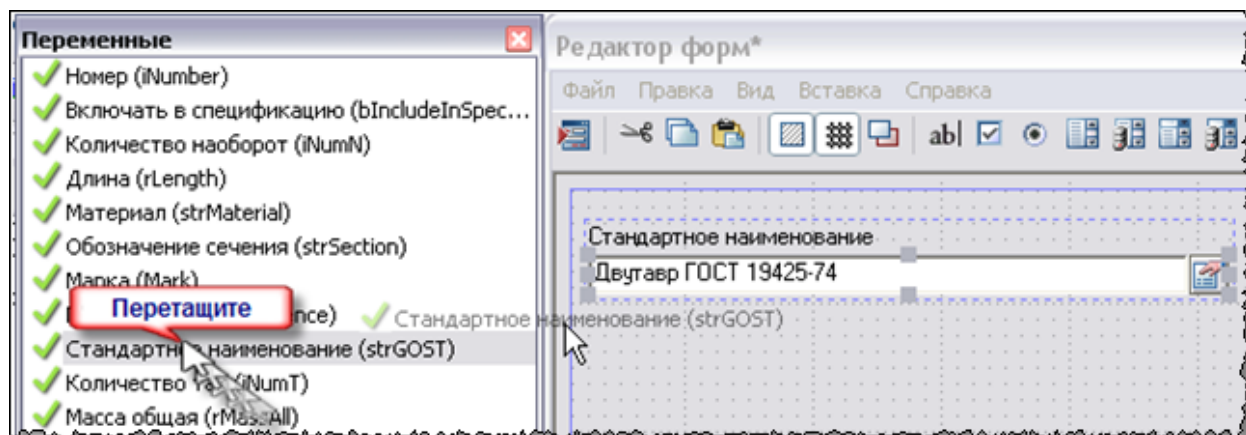 Переменные
Номер (iNumber)
Включать в спецификацию (bIncludeInSpec...
Количество наоборот (iNumN)
Длина (rLength)
Материал (strMaterial)
Обозначение сечения (strSection)
Марка (Mark)
Перетащите
nce)
Стандартное наименование (strGOST)
Стандартное наименование (strGOST)
Количество (iNumT)
Масса общая (rMassAll)
Редактор форм*
Файл Правка Вид Вставка Справка
ab|
Стандартное наименование
Двутавр ГОСТ 19425-74